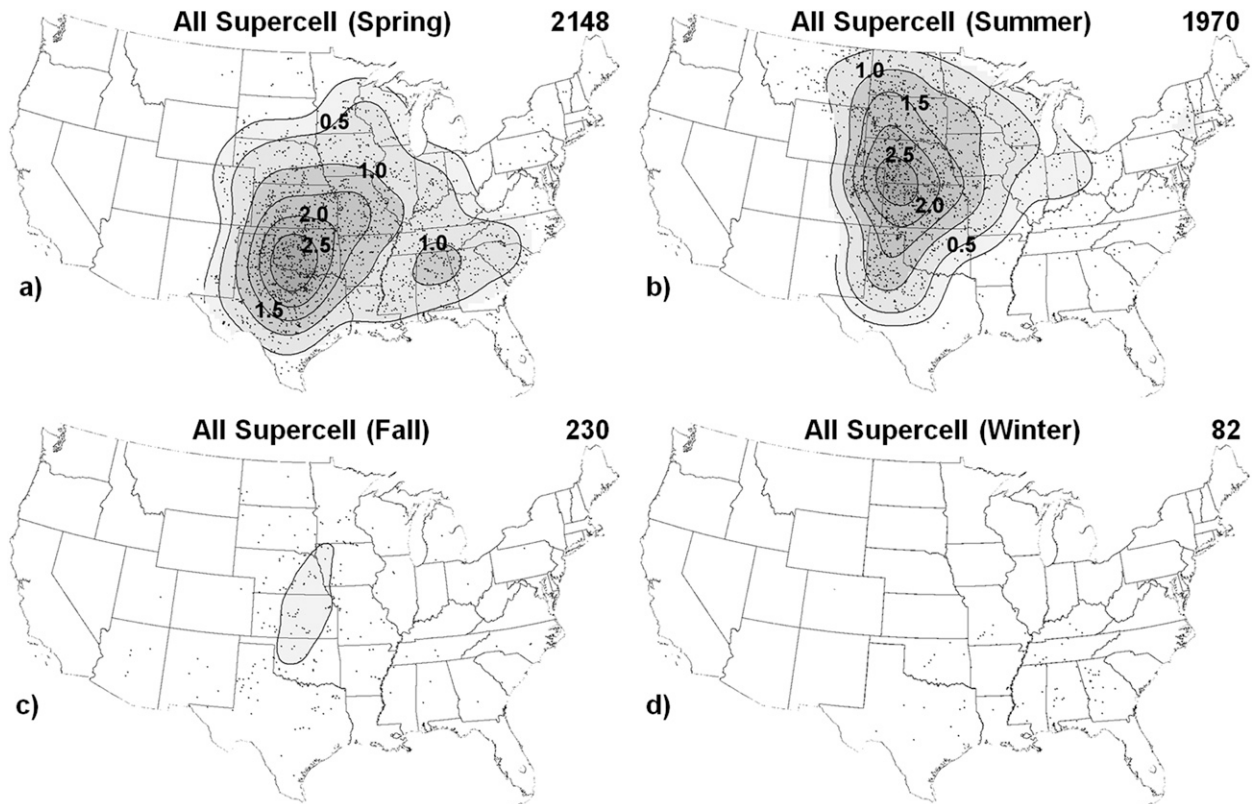 All Supercell (Spring) 2148
0.5
1.0
2.0
2.5
1.0
1.5
a)
All Supercell (Summer) 1970
1.0
1.5
2.5
2.0
0.5
b)
All Supercell (Fall) 230
c)
All Supercell (Winter) 82
d)